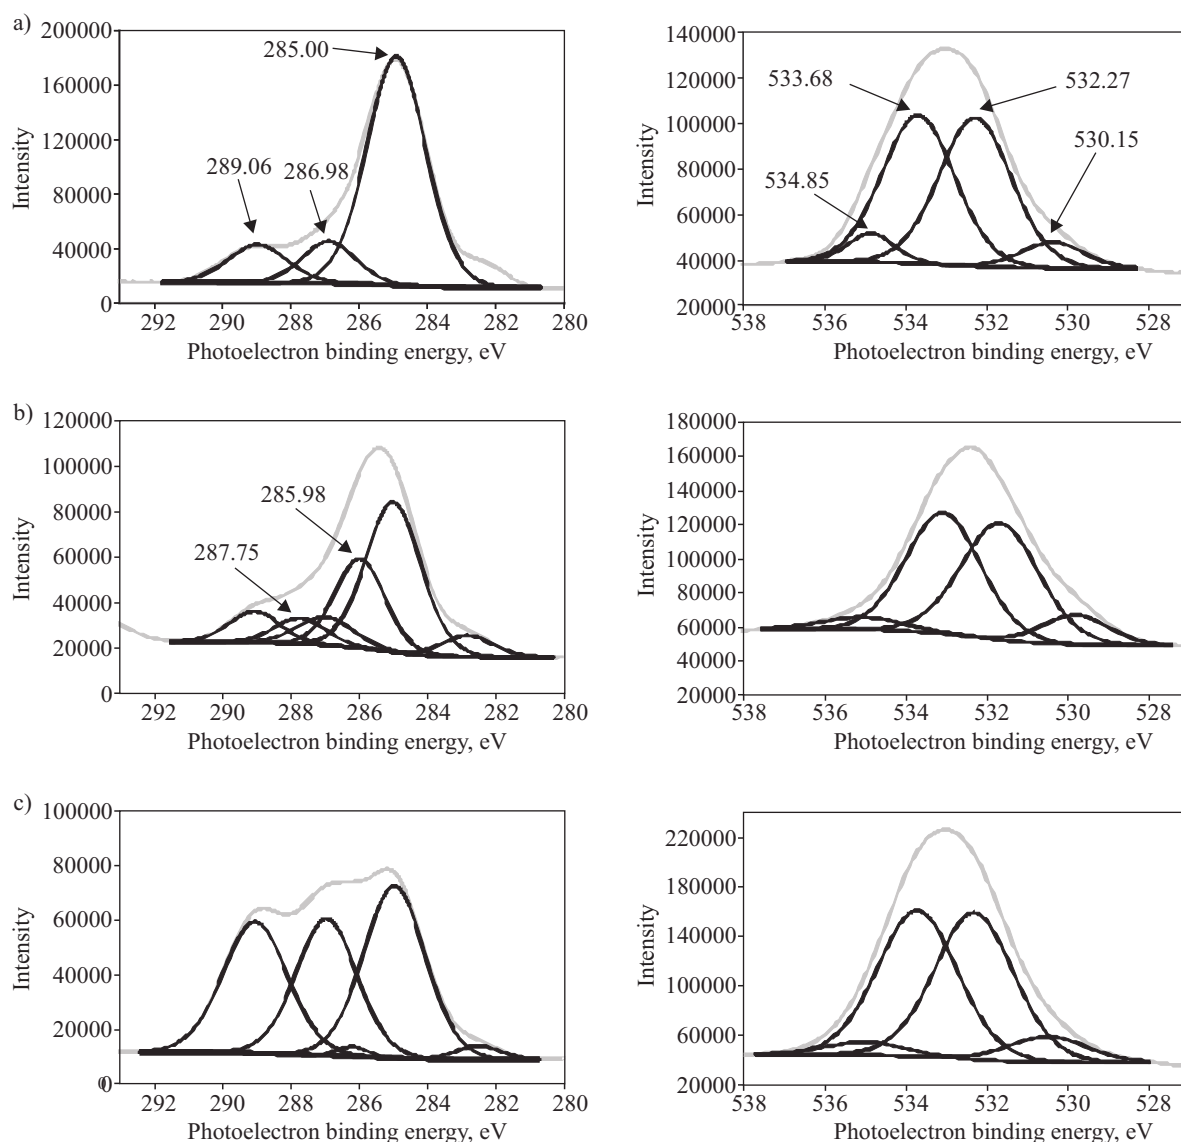 a)
200000
160000
120000
80000
40000
0
Intensity
285.00
289.06
286.98
292 290 288 286 284 282 280
Photoelectron binding energy, eV
140000
120000
100000
80000
60000
40000
20000
Intensity
533.68
532.27
534.85
530.15
538 536 534 532 530 528
Photoelectron binding energy, eV
b)
120000
100000
80000
60000
40000
20000
0
Intensity
285.98
287.75
292 290 288 286 284 282 280
Photoelectron binding energy, eV
180000
160000
140000
120000
100000
80000
60000
40000
20000
Intensity
538 536 534 532 530 528
Photoelectron binding energy, eV
c)
100000
80000
60000
40000
20000
0
Intensity
292 290 288 286 284 282 280
Photoelectron binding energy, eV
220000
180000
140000
100000
60000
20000
Intensity
538 536 534 532 530 528
Photoelectron binding energy, eV